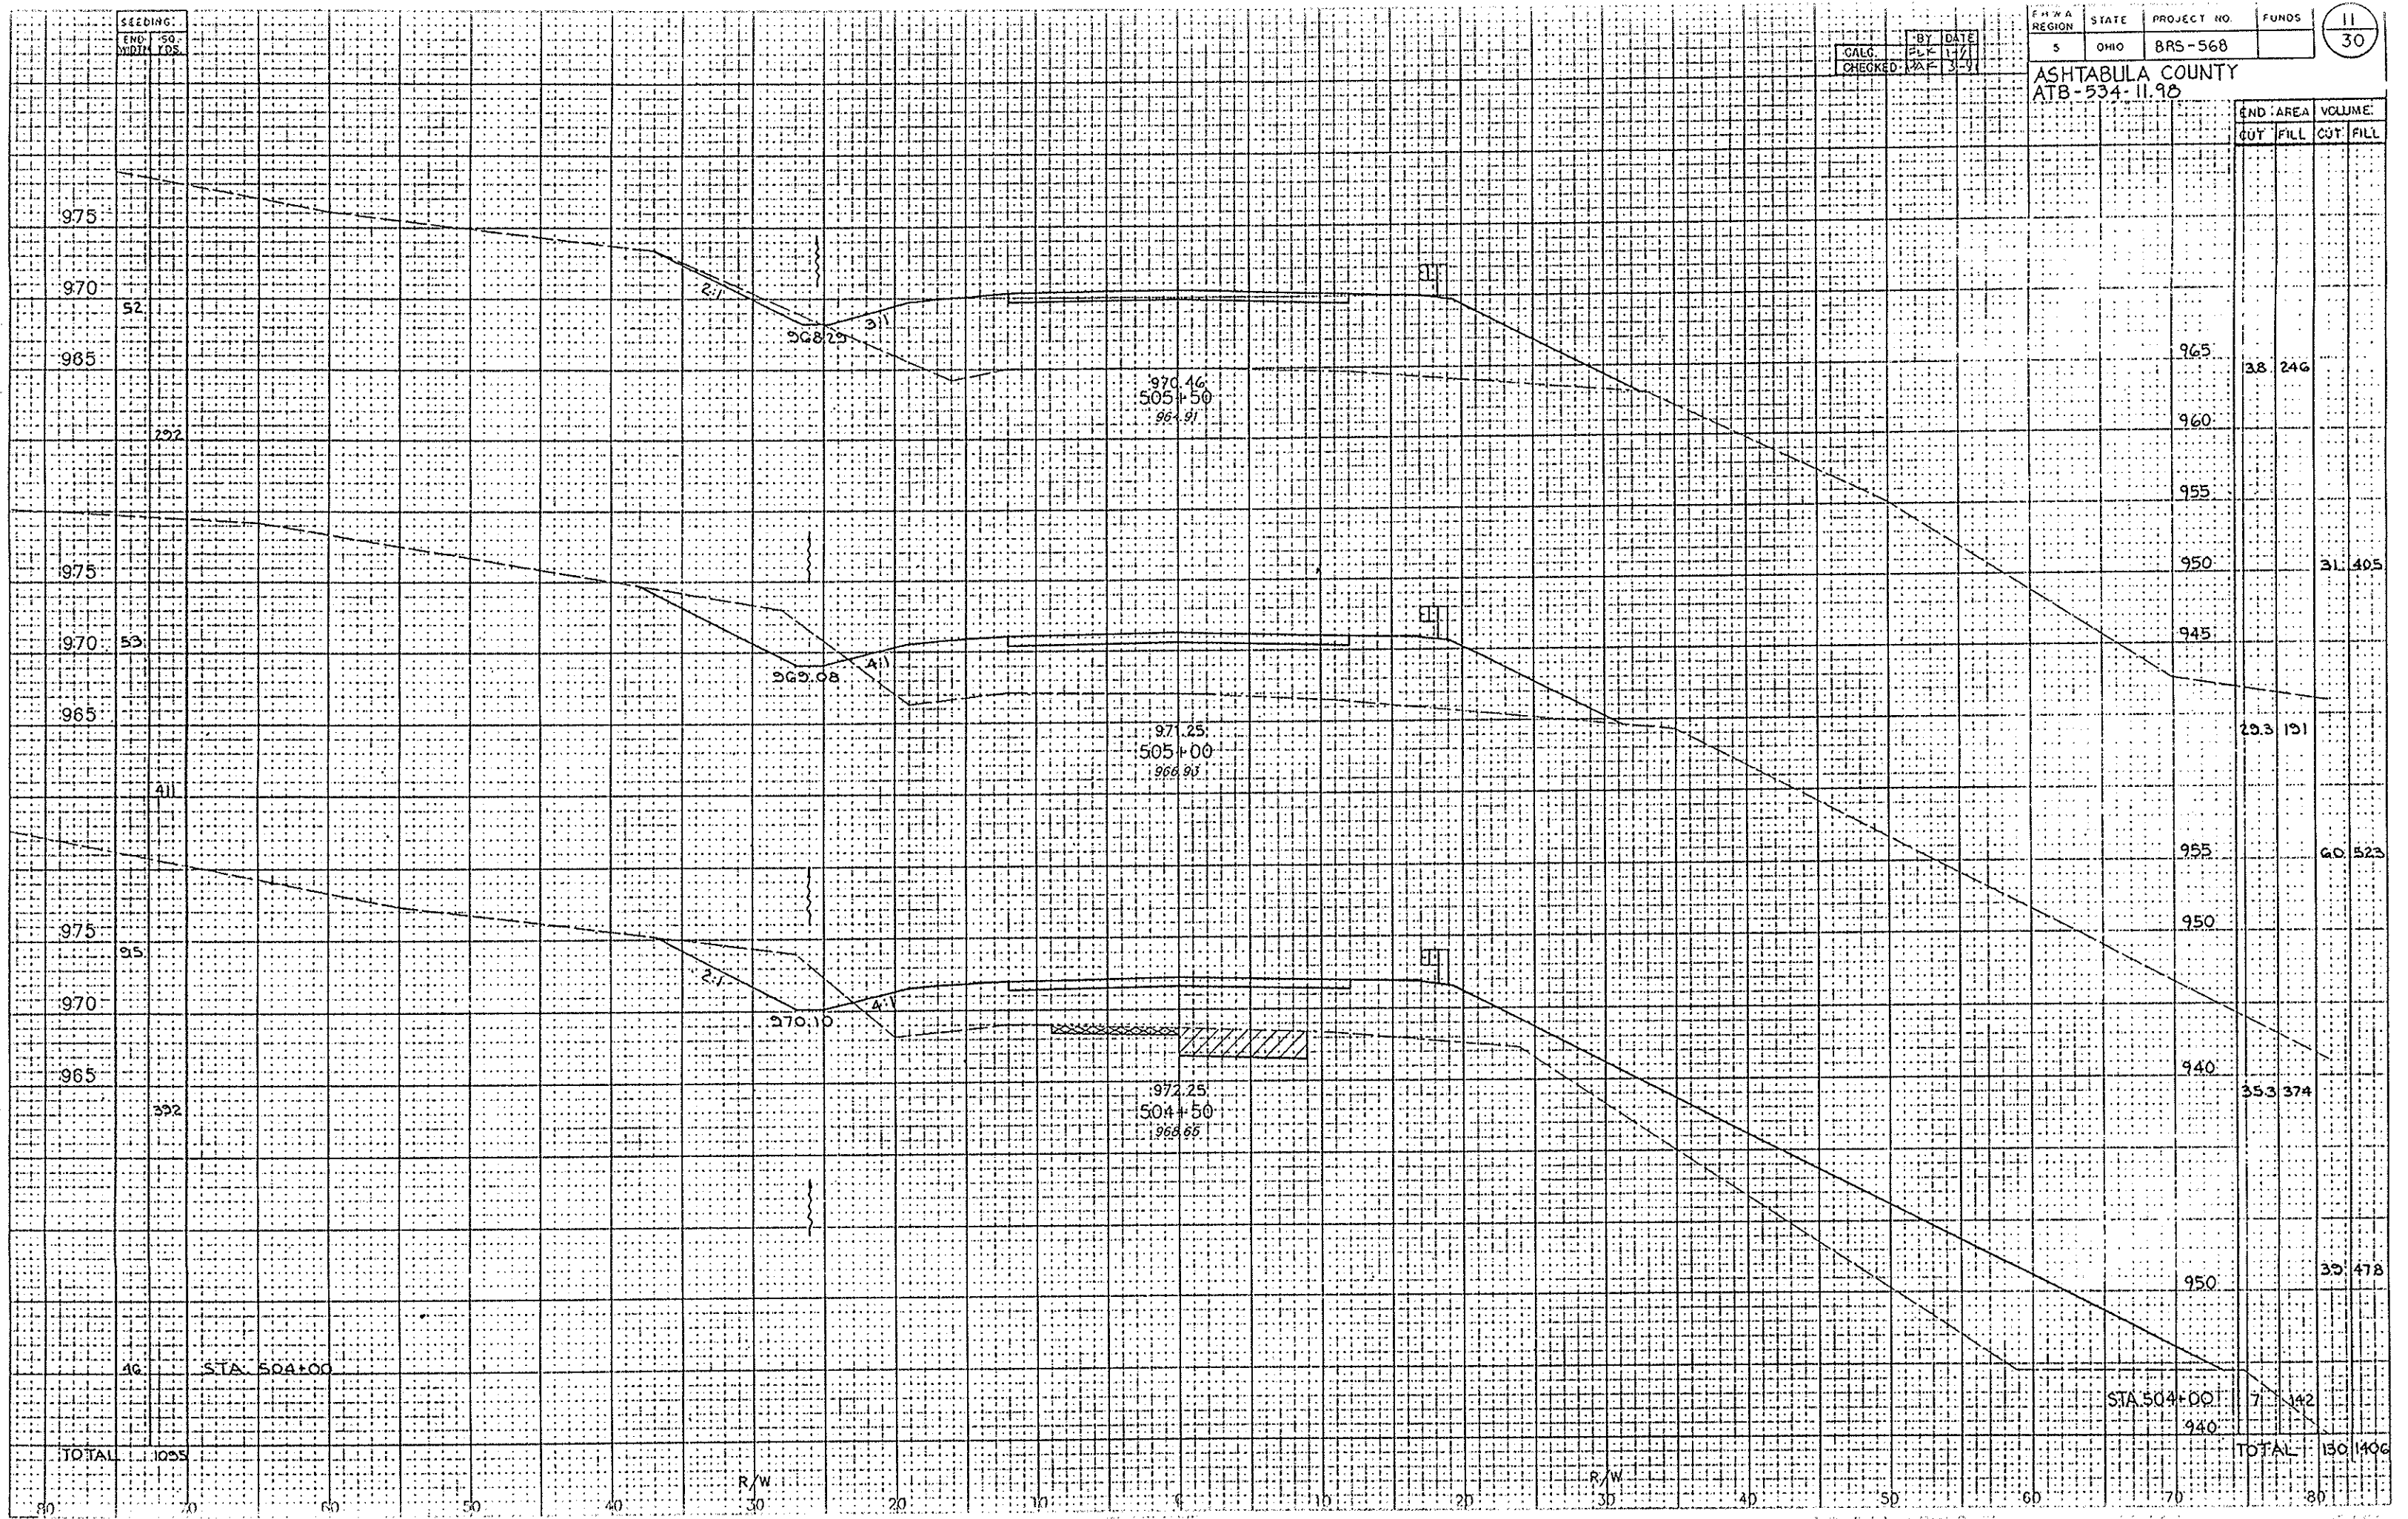 SEEDING
END WIDTH SQ. YDS.
BY DATE
CALC.
CHECKED
FHWA REGION STATE PROJECT NO. FUNDS
5 OHIO BRS-568
11
30
ASHTABULA COUNTY
ATB-534-11.98
END AREA VOLUME
CUT FILL CUT FILL
975
970
52
2:1
3:1
968.29
965
965
38 246
970.46
505+50
964.91
960
292
955
975
950
31 405
970
53
4:1
945
969.08
965
29.3 191
971.25
505+00
966.93
411
955
60 523
975
950
95
2:1
970
4:1
970.10
965
940
972.25
35.3 374
504+50
968.65
392
950
39 478
46 STA. 504+00
STA. 504+00 7 142
940
TOTAL 1095
TOTAL 130 1406
R/W
R/W
80 70 60 50 40 30 20 10 10 20 30 40 50 60 70 80